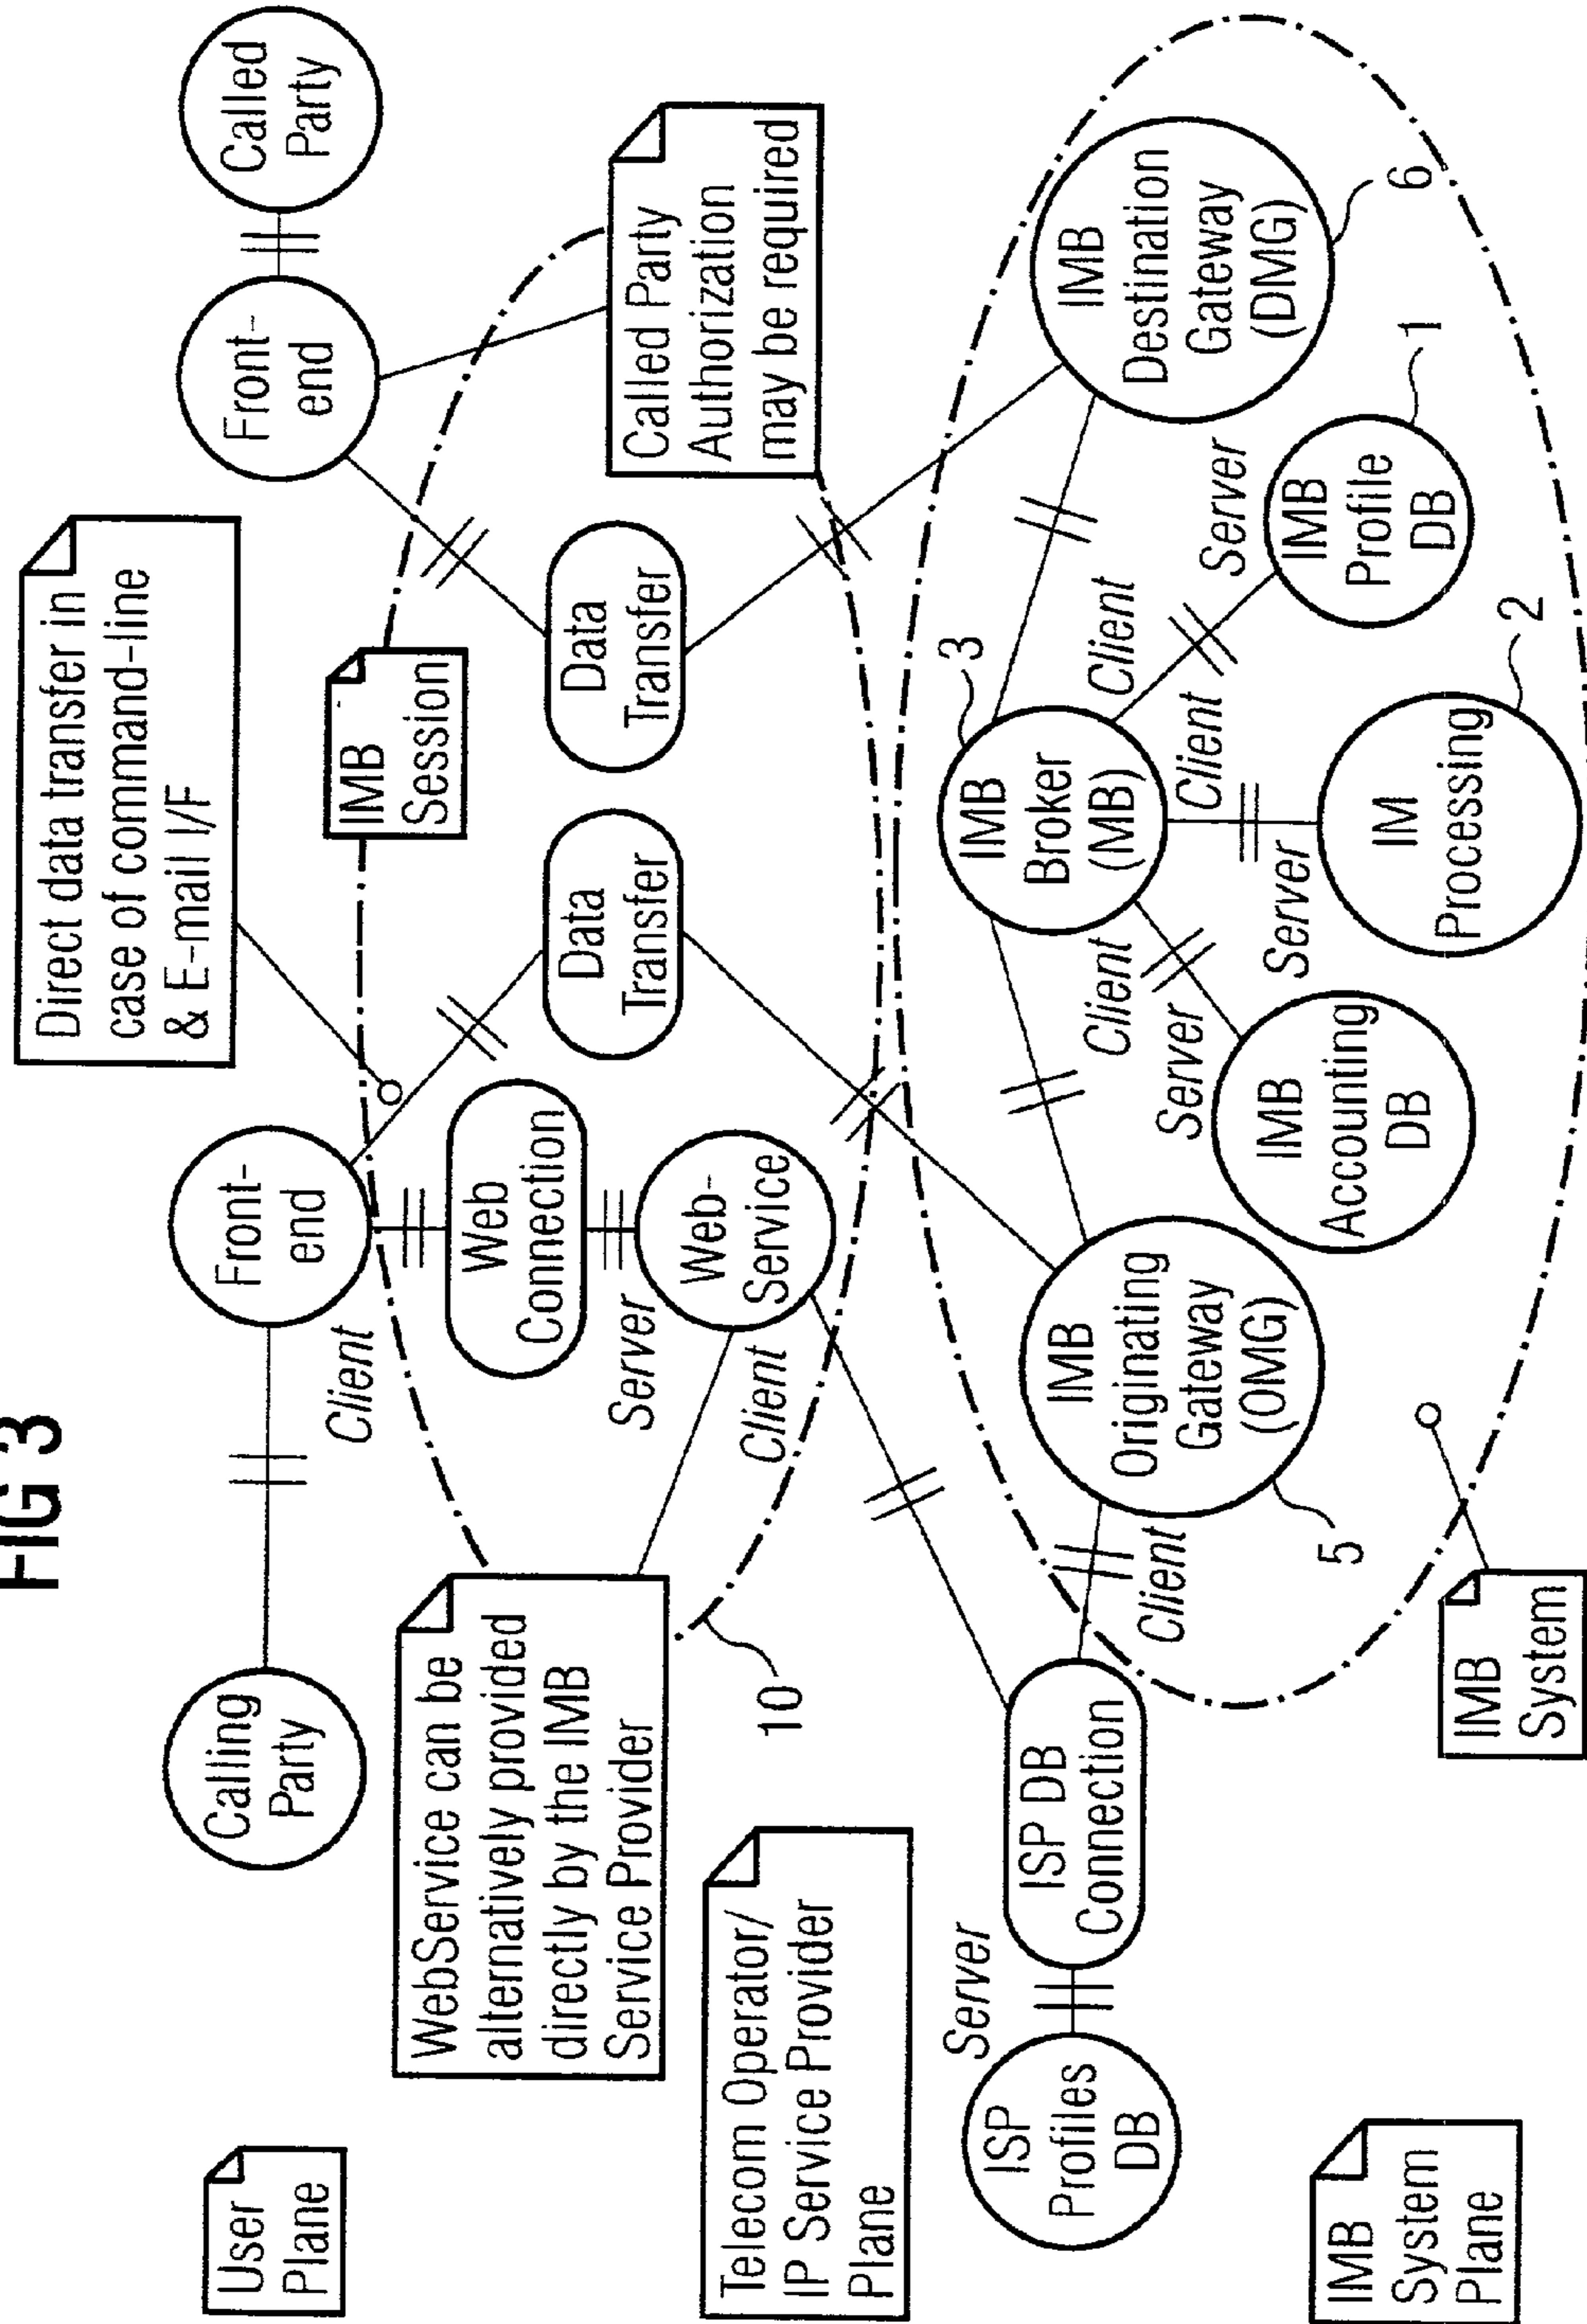 FIG 3
User
Plane
Calling
Party
Front-
end
Client
Direct data transfer in
case of command-line
& E-mail I/F
Front-
end
Called
Party
WebService can be
alternatively provided
directly by the IMB
Service Provider
Web
Connection
IMB
Session
Server
Web-
Service
Client
Data
Transfer
Data
Transfer
Called Party
Authorization
may be required
10
Telecom Operator/
IP Service Provider
Plane
ISP
Profiles
DB
Server
ISP DB
Connection
Client
IMB
Originating
Gateway
(OMG)
5
IMB
Broker
(MB)
3
Client
Server
IMB
Accounting
DB
Client
Server
IM
Processing
2
Client
Server
IMB
Profile
DB
1
IMB
Destination
Gateway
(DMG)
6
IMB
System
Plane
IMB
System